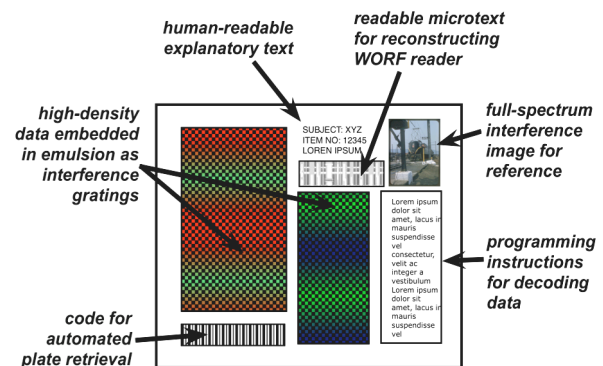 human-readable
explanatory text
readable microtext
for reconstructing
WORF reader
high-density
data embedded
in emulsion as
interference
gratings
SUBJECT: XYZ
ITEM NO: 12345
LOREN IPSUM
full-spectrum
interference
image for
reference
Lorem ipsum
dolor sit
amet, lacus in
mauris
suspendisse
vel
consectetur,
velit ac
integer a
vestibulum
Lorem ipsum
dolor sit
amet, lacus in
mauris
suspendisse
vel
programming
instructions
for decoding
data
code for
automated
plate retrieval